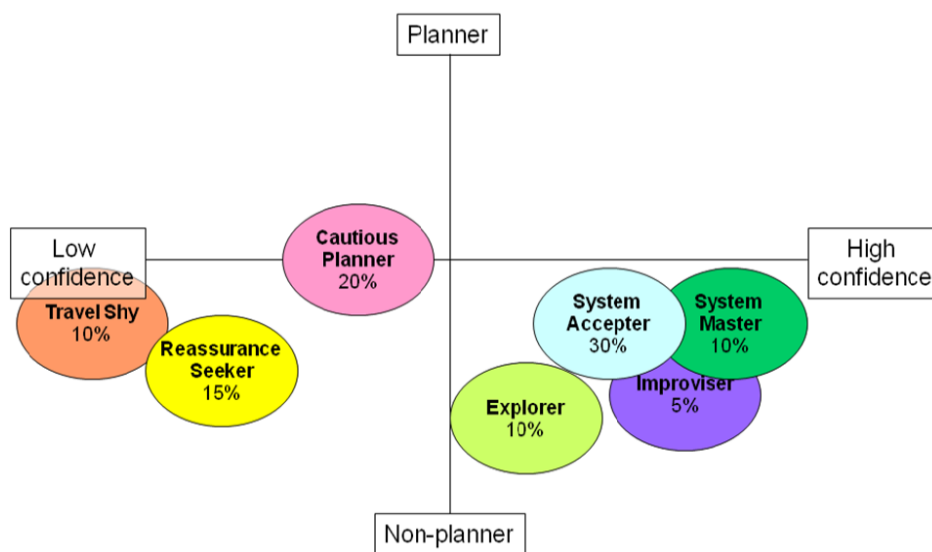 Planner
Low
confidence
Cautious
Planner
20%
High
confidence
Travel Shy
10%
Reassurance
Seeker
15%
System
Accepter
30%
System
Master
10%
Improviser
5%
Explorer
10%
Non-planner